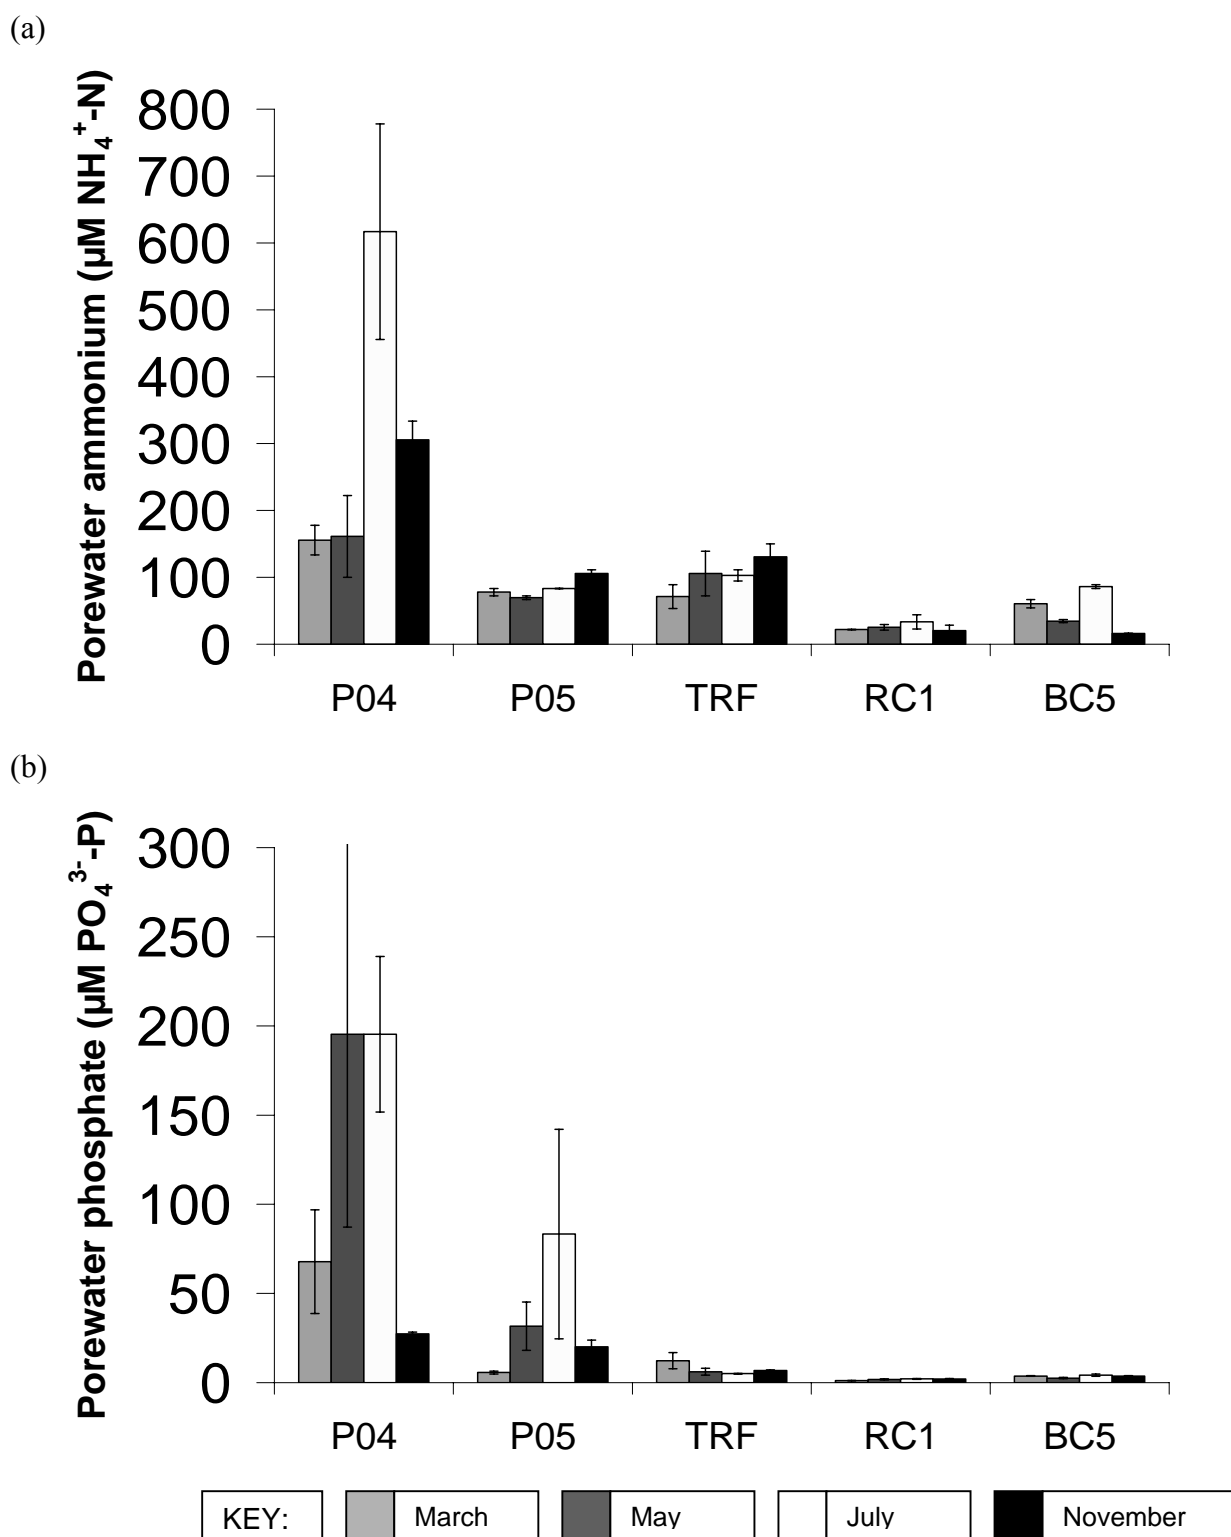 (a)
Porewater ammonium (µM NH₄⁺-N)
800
700
600
500
400
300
200
100
0
P04 P05 TRF RC1 BC5
(b)
Porewater phosphate (µM PO₄³⁻-P)
300
250
200
150
100
50
0
P04 P05 TRF RC1 BC5
KEY: March May July November